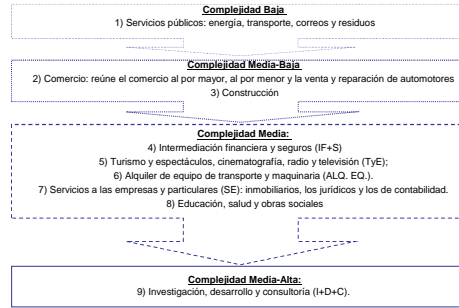 Complejidad Baja
1) Servicios públicos: energía, transporte, correos y residuos
Complejidad Media-Baja
2) Comercio: reúne el comercio al por mayor, al por menor y la venta y reparación de automotores
3) Construcción
Complejidad Media:
4) Intermediación financiera y seguros (IF+S)
5) Turismo y espectáculos, cinematografía, radio y televisión (TyE);
6) Alquiler de equipo de transporte y maquinaria (ALQ. EQ.).
7) Servicios a las empresas y particulares (SE): inmobiliarios, los jurídicos y los de contabilidad.
8) Educación, salud y obras sociales
Complejidad Media-Alta:
9) Investigación, desarrollo y consultoría (I+D+C).